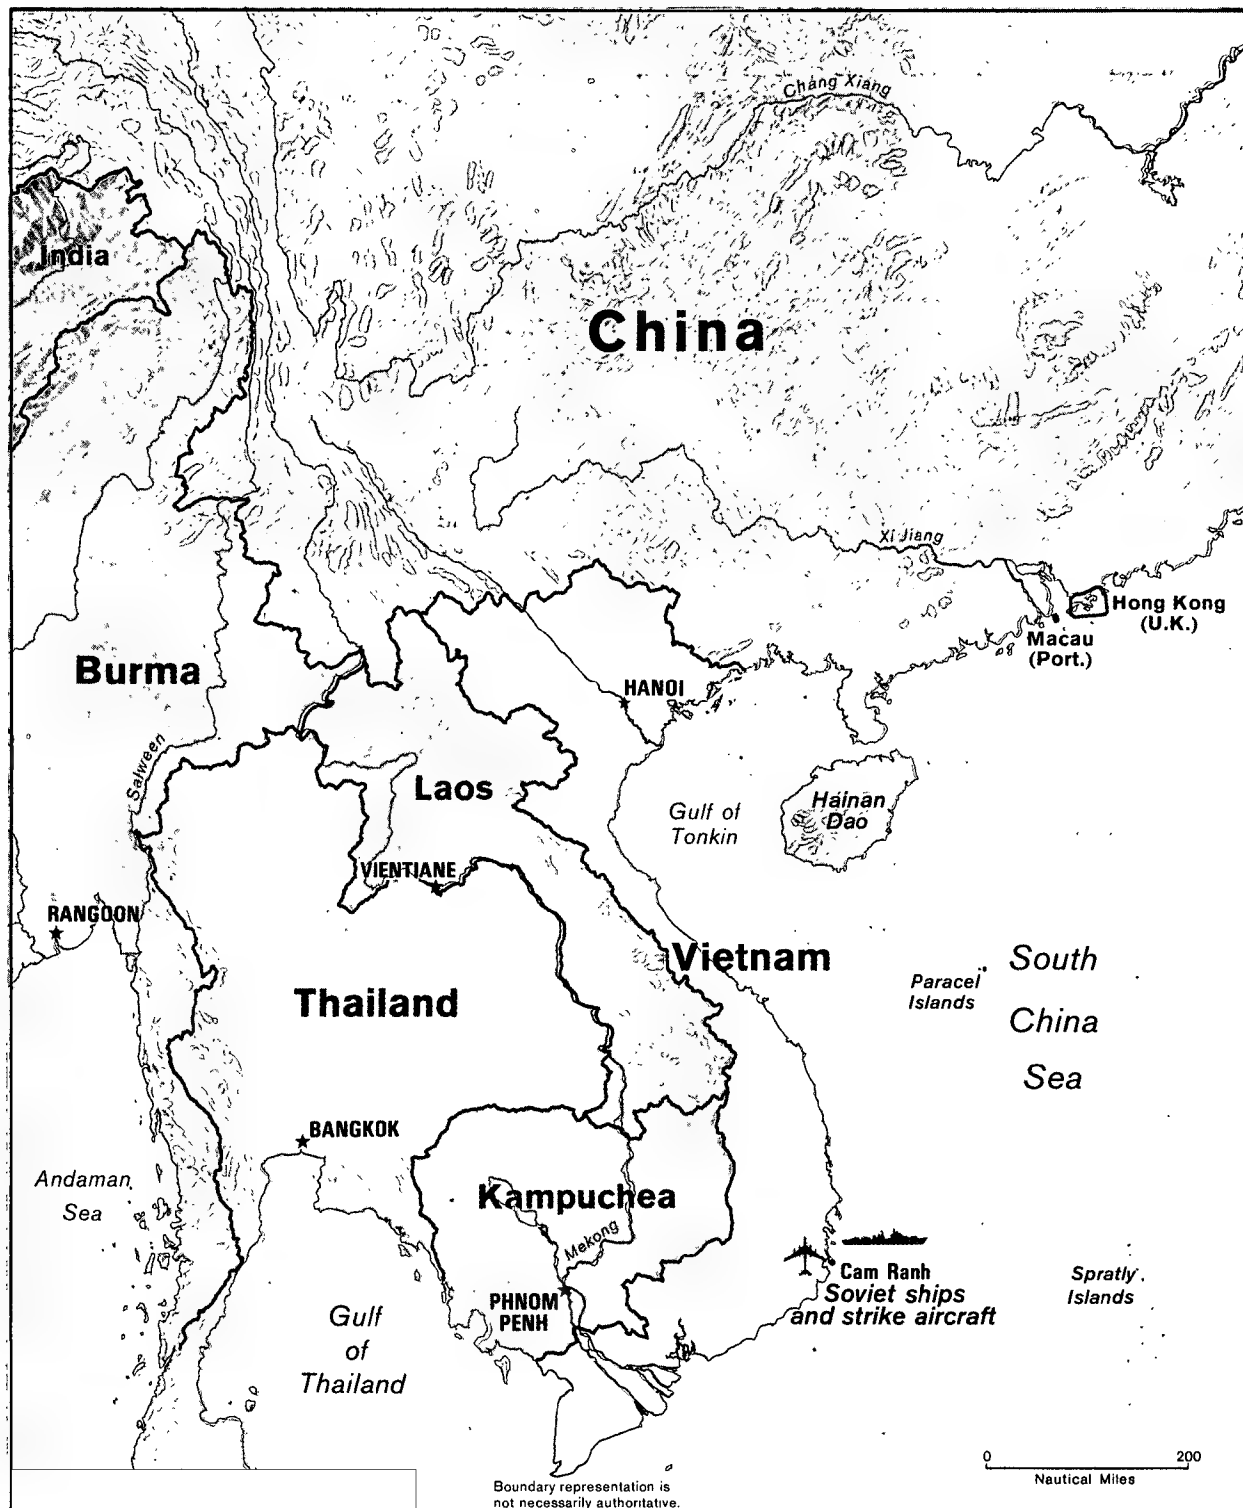 Chang Xiang
India
China
Xi Jiang
Hong Kong
(U.K.)
Macau
(Port.)
Burma
HANOI
Salween
Laos
Gulf of
Tonkin
Hainan
Dao
VIENTIANE
RANGOON
Vietnam
South
China
Sea
Paracel
Islands
Thailand
BANGKOK
Andaman
Sea
Kampuchea
Mekong
Cam Ranh
Soviet ships
and strike aircraft
Spratly
Islands
PHNOM
PENH
Gulf
of
Thailand
0 200
Nautical Miles
Boundary representation is
not necessarily authoritative.